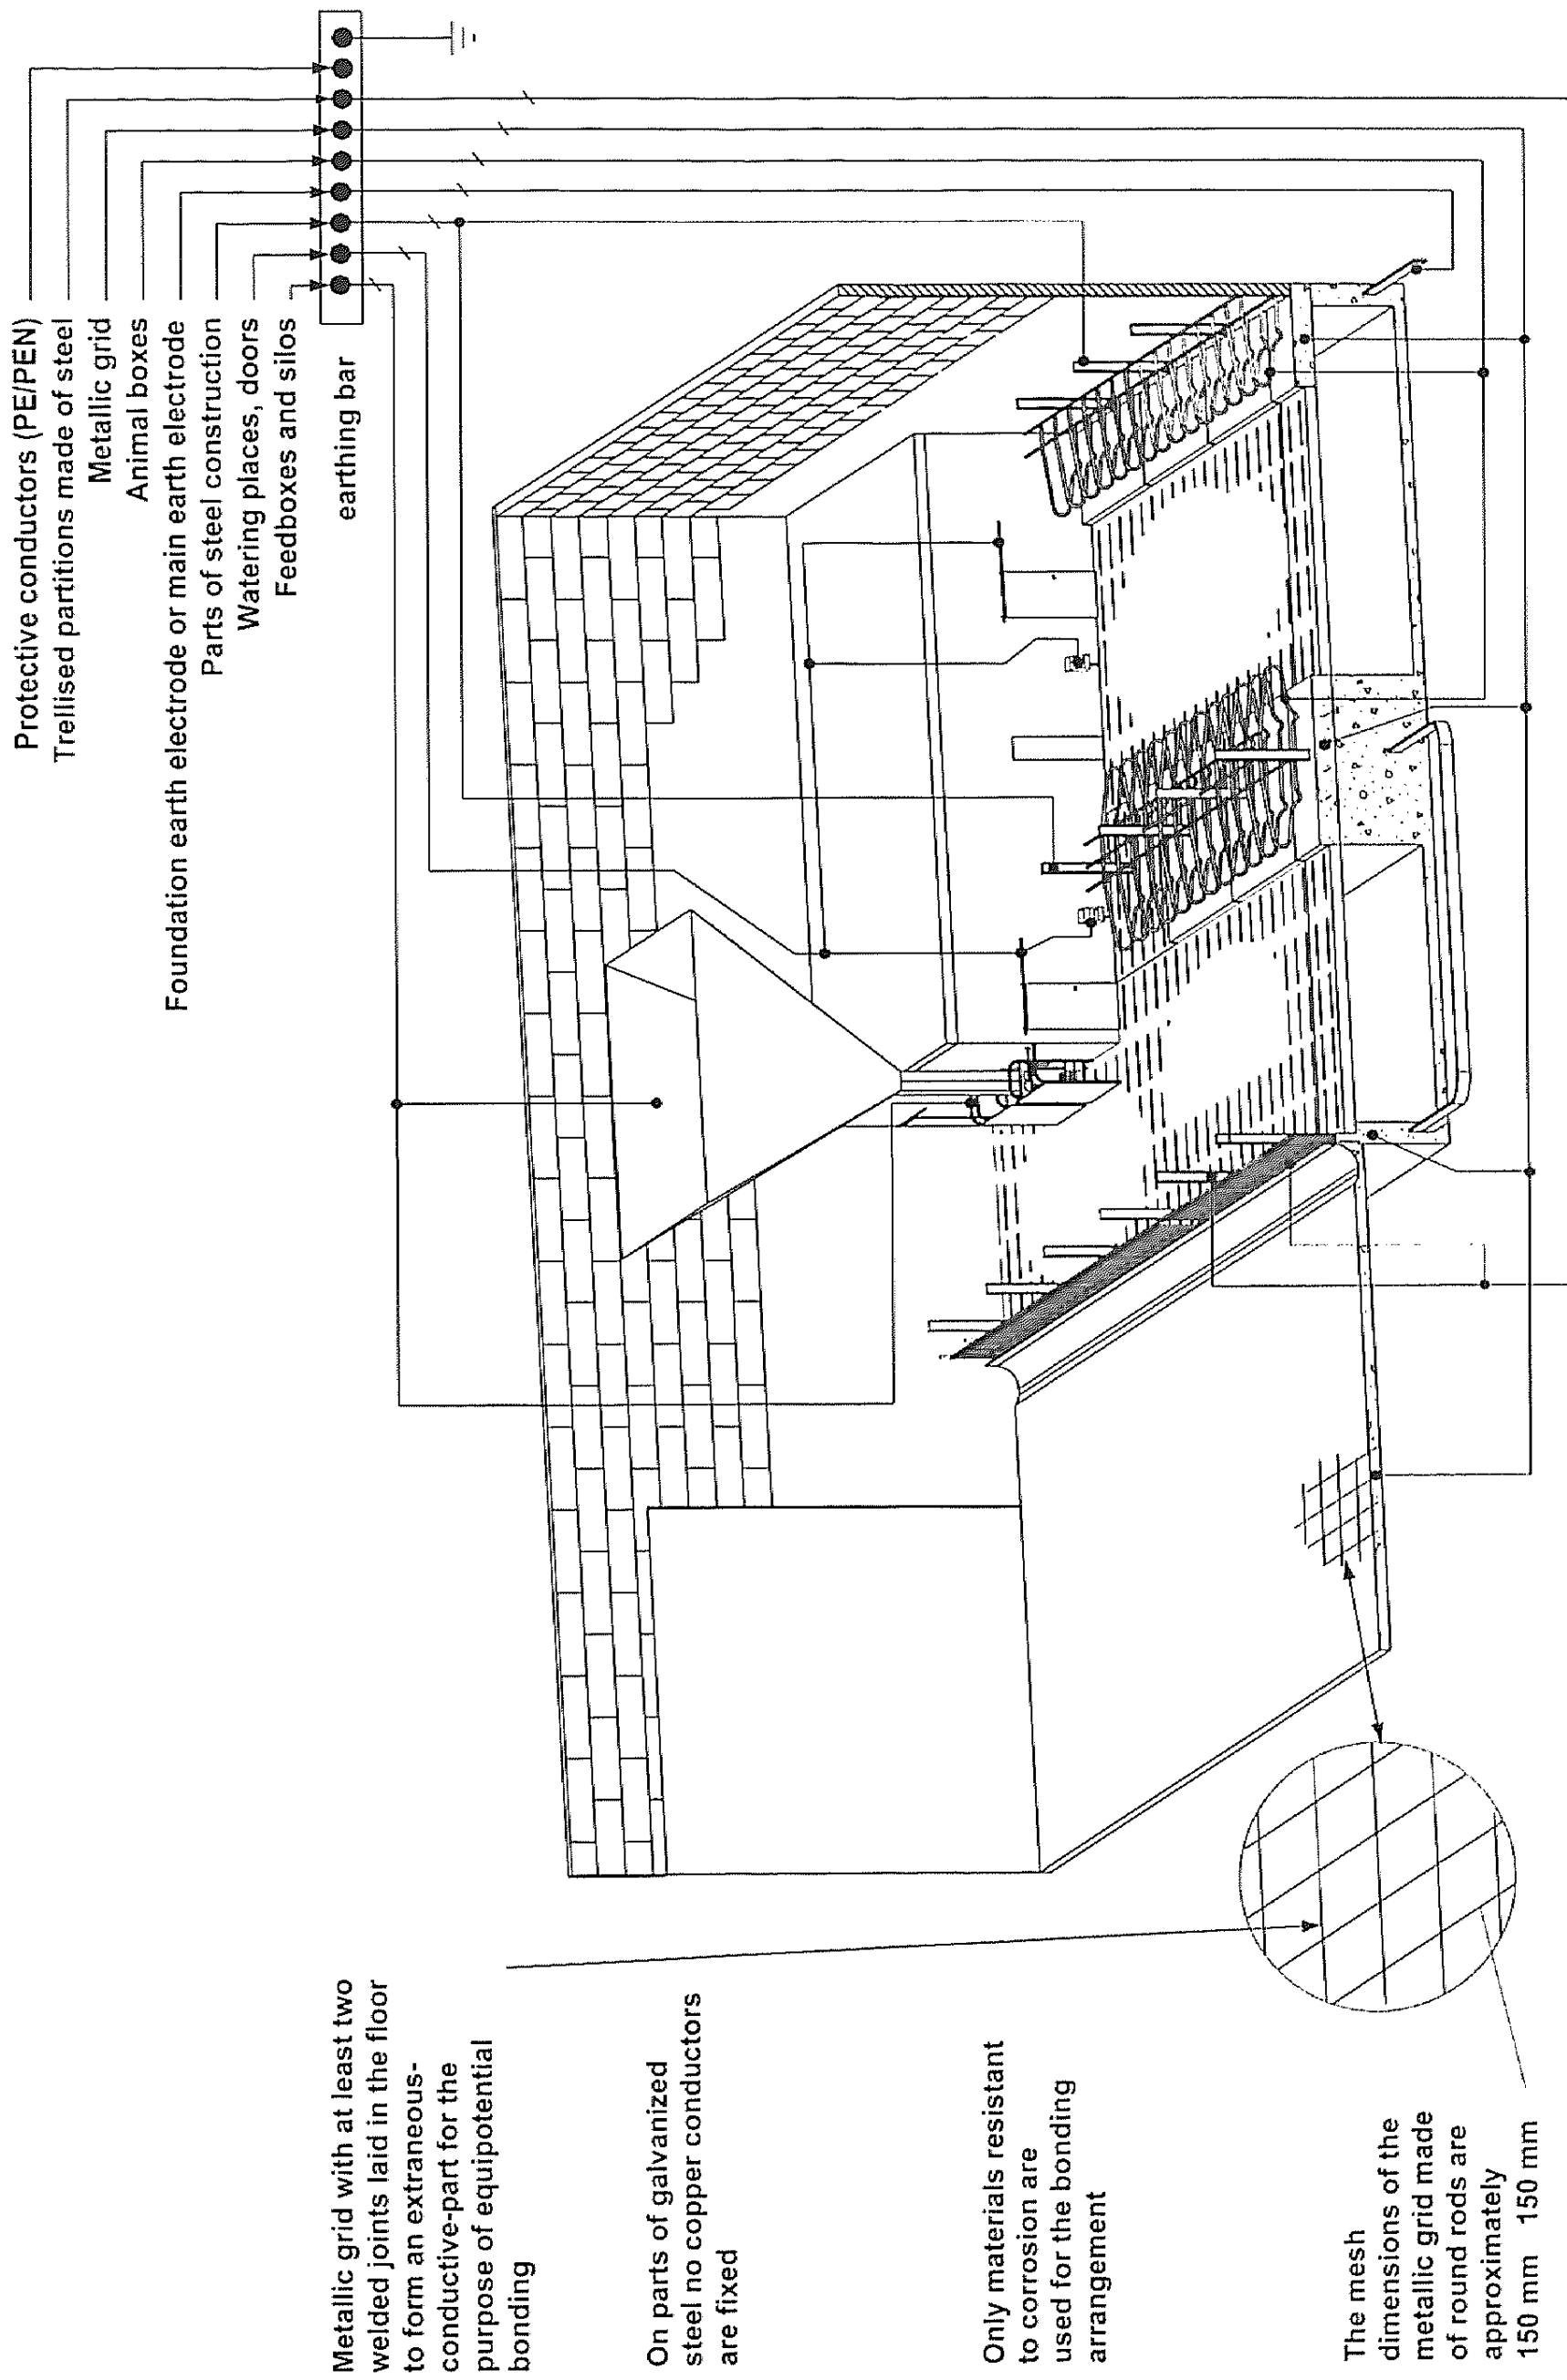 Protective conductors (PE/PEN)
Trellised partitions made of steel
Metallic grid
Animal boxes
Foundation earth electrode or main earth electrode
Parts of steel construction
Watering places, doors
Feedboxes and silos
earthing bar
Metallic grid with at least two
welded joints laid in the floor
to form an extraneous-
conductive-part for the
purpose of equipotential
bonding
On parts of galvanized
steel no copper conductors
are fixed
Only materials resistant
to corrosion are
used for the bonding
arrangement
The mesh
dimensions of the
metallic grid made
of round rods are
approximately
150 mm 150 mm